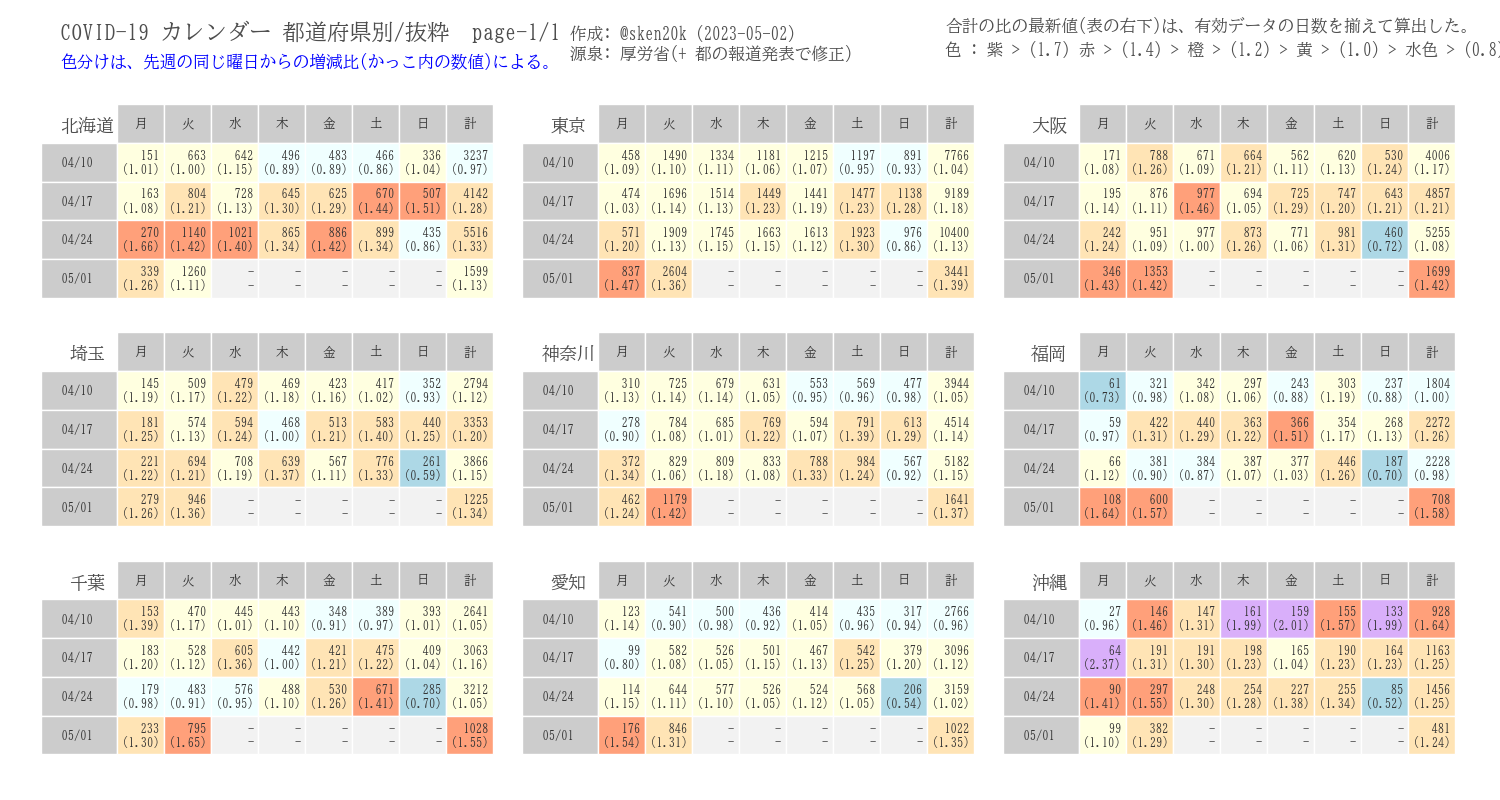 COVID-19 カレンダー 都道府県別/抜粋 page-1/1
作成: @sken20k (2023-05-02)
合計の比の最新値(表の右下)は、有効データの日数を揃えて算出した。
色分けは、先週の同じ曜日からの増減比(かっこ内の数値)による。
源泉: 厚労省(+ 都の報道発表で修正)
色 : 紫 > (1.7) 赤 > (1.4) > 橙 > (1.2) > 黄 > (1.0) > 水色 > (0.8)
北海道 月 火 水 木 金 土 日 計
04/10 151 663 642 496 483 466 336 3237
(1.01) (1.00) (1.15) (0.89) (0.89) (0.86) (1.04) (0.97)
04/17 163 804 728 645 625 670 507 4142
(1.08) (1.21) (1.13) (1.30) (1.29) (1.44) (1.51) (1.28)
04/24 270 1140 1021 865 886 899 435 5516
(1.66) (1.42) (1.40) (1.34) (1.42) (1.34) (0.86) (1.33)
05/01 339 1260 – – – – – 1599
(1.26) (1.11) – – – – – (1.13)
東京 月 火 水 木 金 土 日 計
04/10 458 1490 1334 1181 1215 1197 891 7766
(1.09) (1.10) (1.11) (1.06) (1.07) (0.95) (0.93) (1.04)
04/17 474 1696 1514 1449 1441 1477 1138 9189
(1.03) (1.14) (1.13) (1.23) (1.19) (1.23) (1.28) (1.18)
04/24 571 1909 1745 1663 1613 1923 976 10400
(1.20) (1.13) (1.15) (1.15) (1.12) (1.30) (0.86) (1.13)
05/01 837 2604 – – – – – 3441
(1.47) (1.36) – – – – – (1.39)
大阪 月 火 水 木 金 土 日 計
04/10 171 788 671 664 562 620 530 4006
(1.08) (1.26) (1.09) (1.21) (1.11) (1.13) (1.24) (1.17)
04/17 195 876 977 694 725 747 643 4857
(1.14) (1.11) (1.46) (1.05) (1.29) (1.20) (1.21) (1.21)
04/24 242 951 977 873 771 981 460 5255
(1.24) (1.09) (1.00) (1.26) (1.06) (1.31) (0.72) (1.08)
05/01 346 1353 – – – – – 1699
(1.43) (1.42) – – – – – (1.42)
埼玉 月 火 水 木 金 土 日 計
04/10 145 509 479 469 423 417 352 2794
(1.19) (1.17) (1.22) (1.18) (1.16) (1.02) (0.93) (1.12)
04/17 181 574 594 468 513 583 440 3353
(1.25) (1.13) (1.24) (1.00) (1.21) (1.40) (1.25) (1.20)
04/24 221 694 708 639 567 776 261 3866
(1.22) (1.21) (1.19) (1.37) (1.11) (1.33) (0.59) (1.15)
05/01 279 946 – – – – – 1225
(1.26) (1.36) – – – – – (1.34)
神奈川 月 火 水 木 金 土 日 計
04/10 310 725 679 631 553 569 477 3944
(1.13) (1.14) (1.14) (1.05) (0.95) (0.96) (0.98) (1.05)
04/17 278 784 685 769 594 791 613 4514
(0.90) (1.08) (1.01) (1.22) (1.07) (1.39) (1.29) (1.14)
04/24 372 829 809 833 788 984 567 5182
(1.34) (1.06) (1.18) (1.08) (1.33) (1.24) (0.92) (1.15)
05/01 462 1179 – – – – – 1641
(1.24) (1.42) – – – – – (1.37)
福岡 月 火 水 木 金 土 日 計
04/10 61 321 342 297 243 303 237 1804
(0.73) (0.98) (1.08) (1.06) (0.88) (1.19) (0.88) (1.00)
04/17 59 422 440 363 366 354 268 2272
(0.97) (1.31) (1.29) (1.22) (1.51) (1.17) (1.13) (1.26)
04/24 66 381 384 387 377 446 187 2228
(1.12) (0.90) (0.87) (1.07) (1.03) (1.26) (0.70) (0.98)
05/01 108 600 – – – – – 708
(1.64) (1.57) – – – – – (1.58)
千葉 月 火 水 木 金 土 日 計
04/10 153 470 445 443 348 389 393 2641
(1.39) (1.17) (1.01) (1.10) (0.91) (0.97) (1.01) (1.05)
04/17 183 528 605 442 421 475 409 3063
(1.20) (1.12) (1.36) (1.00) (1.21) (1.22) (1.04) (1.16)
04/24 179 483 576 488 530 671 285 3212
(0.98) (0.91) (0.95) (1.10) (1.26) (1.41) (0.70) (1.05)
05/01 233 795 – – – – – 1028
(1.30) (1.65) – – – – – (1.55)
愛知 月 火 水 木 金 土 日 計
04/10 123 541 500 436 414 435 317 2766
(1.14) (0.90) (0.98) (0.92) (1.05) (0.96) (0.94) (0.96)
04/17 99 582 526 501 467 542 379 3096
(0.80) (1.08) (1.05) (1.15) (1.13) (1.25) (1.20) (1.12)
04/24 114 644 577 526 524 568 206 3159
(1.15) (1.11) (1.10) (1.05) (1.12) (1.05) (0.54) (1.02)
05/01 176 846 – – – – – 1022
(1.54) (1.31) – – – – – (1.35)
沖縄 月 火 水 木 金 土 日 計
04/10 27 146 147 161 159 155 133 928
(0.96) (1.46) (1.31) (1.99) (2.01) (1.57) (1.99) (1.64)
04/17 64 191 191 198 165 190 164 1163
(2.37) (1.31) (1.30) (1.23) (1.04) (1.23) (1.23) (1.25)
04/24 90 297 248 254 227 255 85 1456
(1.41) (1.55) (1.30) (1.28) (1.38) (1.34) (0.52) (1.25)
05/01 99 382 – – – – – 481
(1.10) (1.29) – – – – – (1.24)